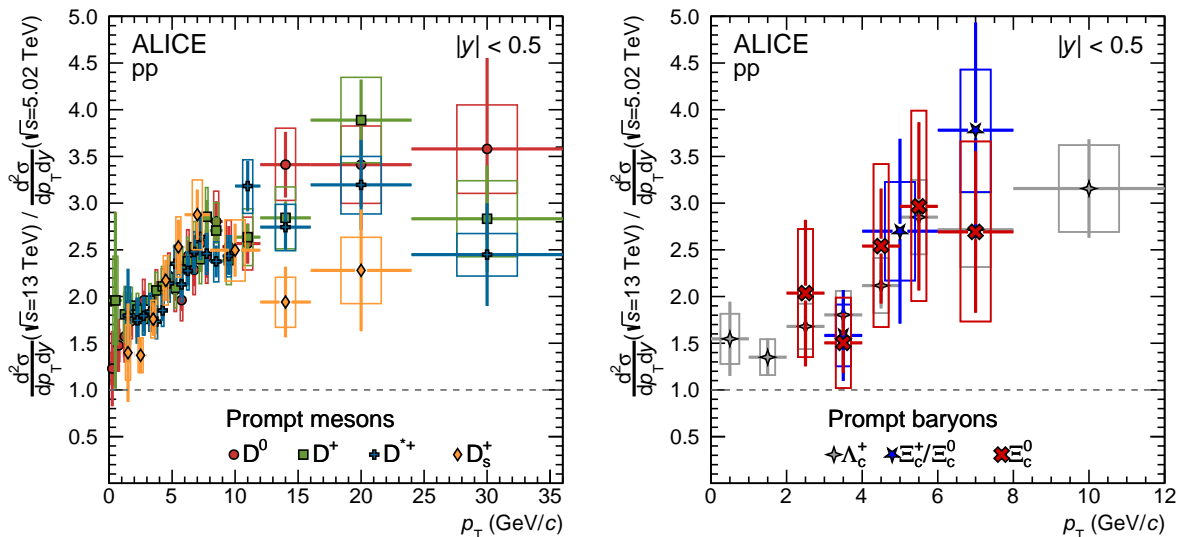 ALICE
pp
|y| < 0.5
d²σ/dp_T dy (√s=13 TeV) / d²σ/dp_T dy (√s=5.02 TeV)
5.0
4.5
4.0
3.5
3.0
2.5
2.0
1.5
1.0
0.5
Prompt mesons
D⁰ D⁺ D*⁺ D_s⁺
0 5 10 15 20 25 30 35
p_T (GeV/c)
ALICE
pp
|y| < 0.5
d²σ/dp_T dy (√s=13 TeV) / d²σ/dp_T dy (√s=5.02 TeV)
5.0
4.5
4.0
3.5
3.0
2.5
2.0
1.5
1.0
0.5
Prompt baryons
Λ_c⁺ Ξ_c⁺/Ξ_c⁰ Ξ_c⁰
0 2 4 6 8 10 12
p_T (GeV/c)